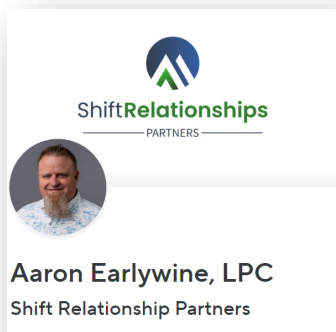 ShiftRelationships
PARTNERS
Aaron Earlywine, LPC
Shift Relationship Partners